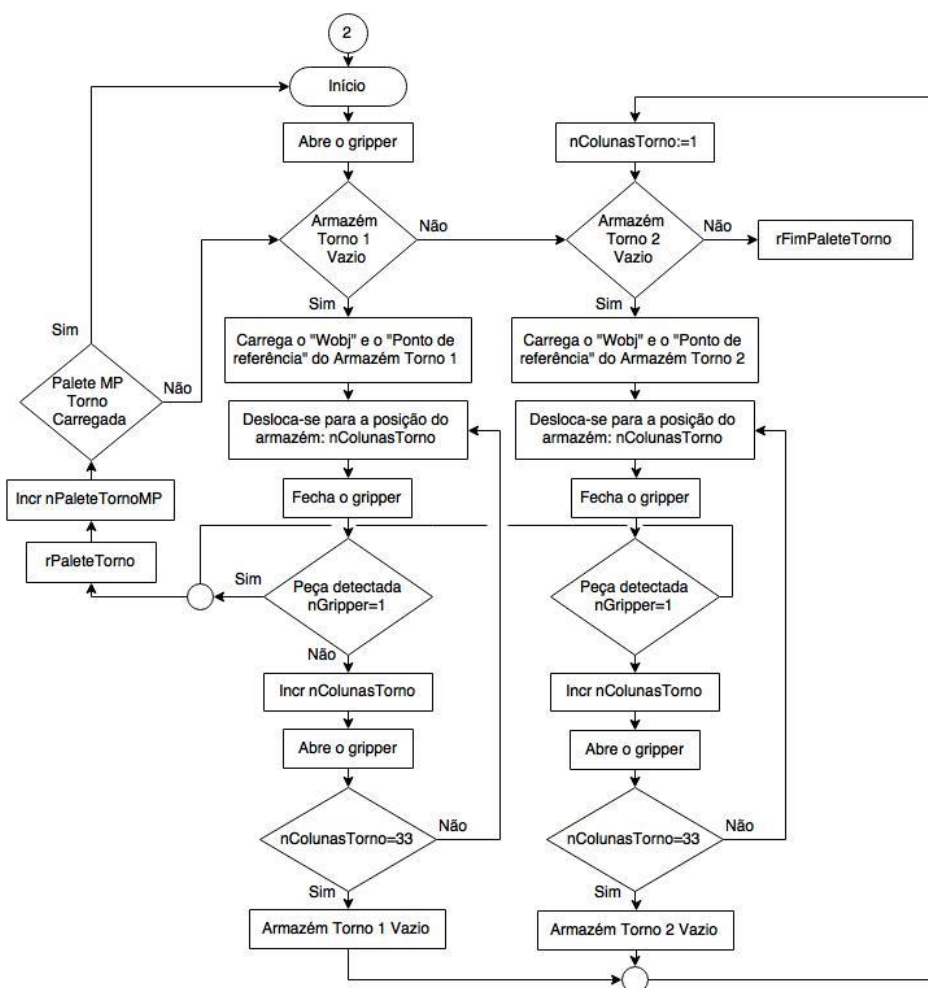 2
Início
Abre o gripper
nColunasTorno:=1
Armazém
Torno 1
Vazio
Não
Armazém
Torno 2
Vazio
Não
rFimPaleteTorno
Sim
Sim
Sim
Carrega o "Wobj" e o "Ponto de
referência" do Armazém Torno 1
Carrega o "Wobj" e o "Ponto de
referência" do Armazém Torno 2
Palete MP
Torno
Carregada
Não
Desloca-se para a posição do
armazém: nColunasTorno
Desloca-se para a posição do
armazém: nColunasTorno
Incr nPaleteTornoMP
Fecha o gripper
Fecha o gripper
rPaleteTorno
Sim
Peça detectada
nGripper=1
Peça detectada
nGripper=1
Não
Incr nColunasTorno
Incr nColunasTorno
Abre o gripper
Abre o gripper
nColunasTorno=33
Não
nColunasTorno=33
Não
Sim
Sim
Armazém Torno 1 Vazio
Armazém Torno 2 Vazio